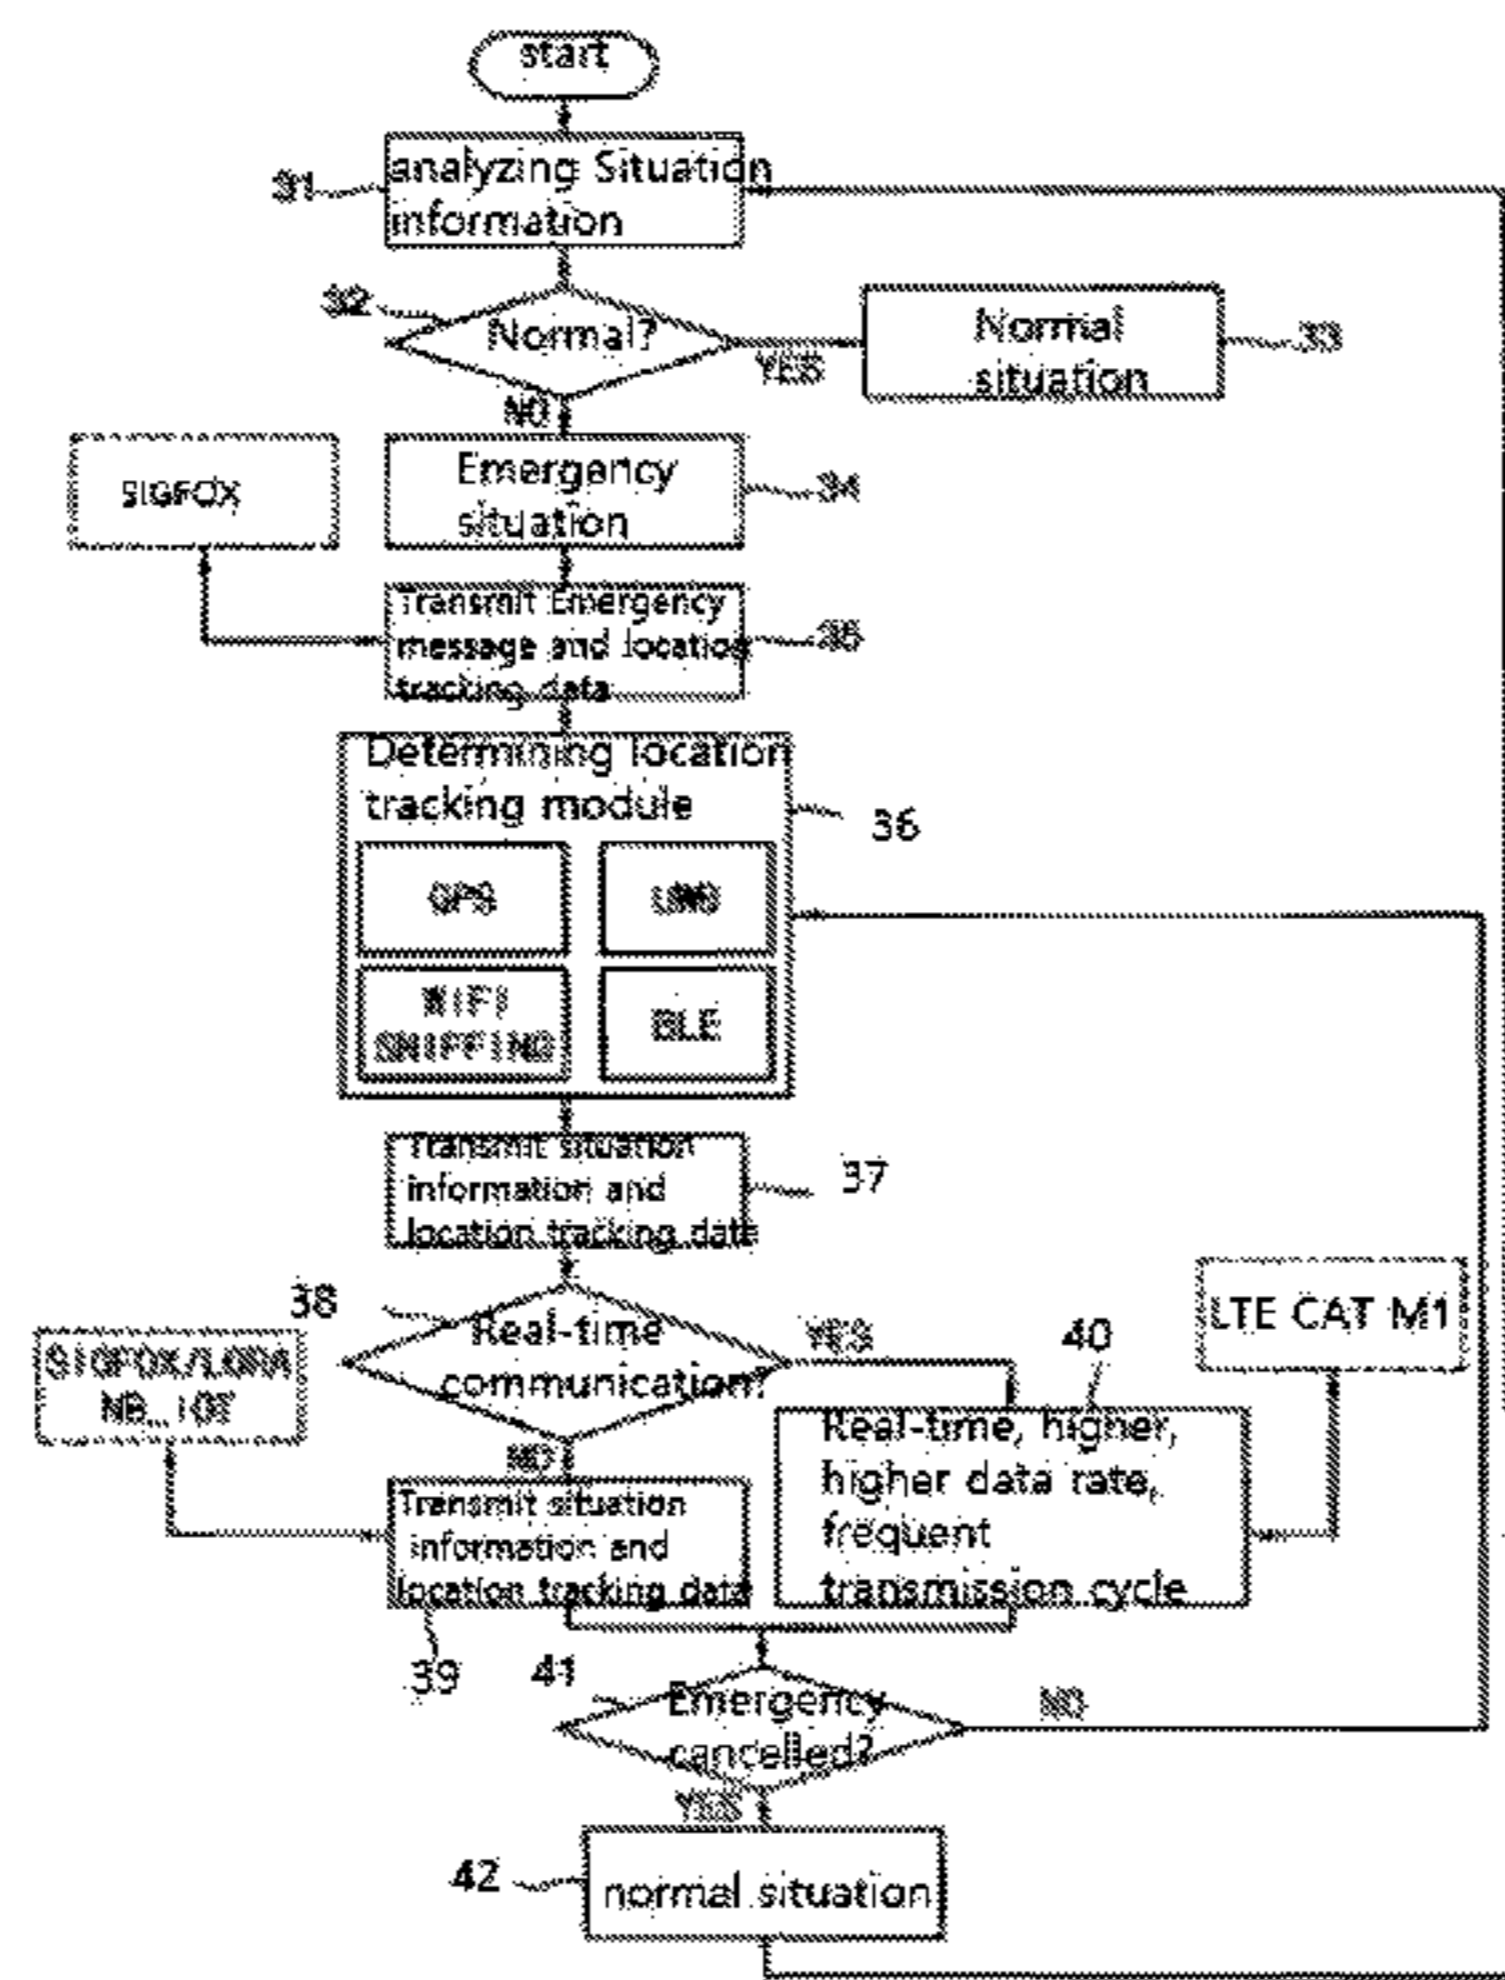 start
analyzing Situation
information
31
32
Normal?
YES
Normal
situation
33
NO
SIGFOX
Emergency
situation
34
Transmit Emergency
message and location
tracking data
35
Determining location
tracking module
36
GPS
WIFI
SNIFFING
BLE
Transmit situation
information and
location tracking data
37
38
Real-time
communication?
YES
40
LTE CAT M1
NB_IOT
NO
Real-time, higher,
higher data rate,
frequent
transmission cycle
Transmit situation
information and
location tracking data
39
41
Emergency
cancelled?
NO
YES
42
normal situation